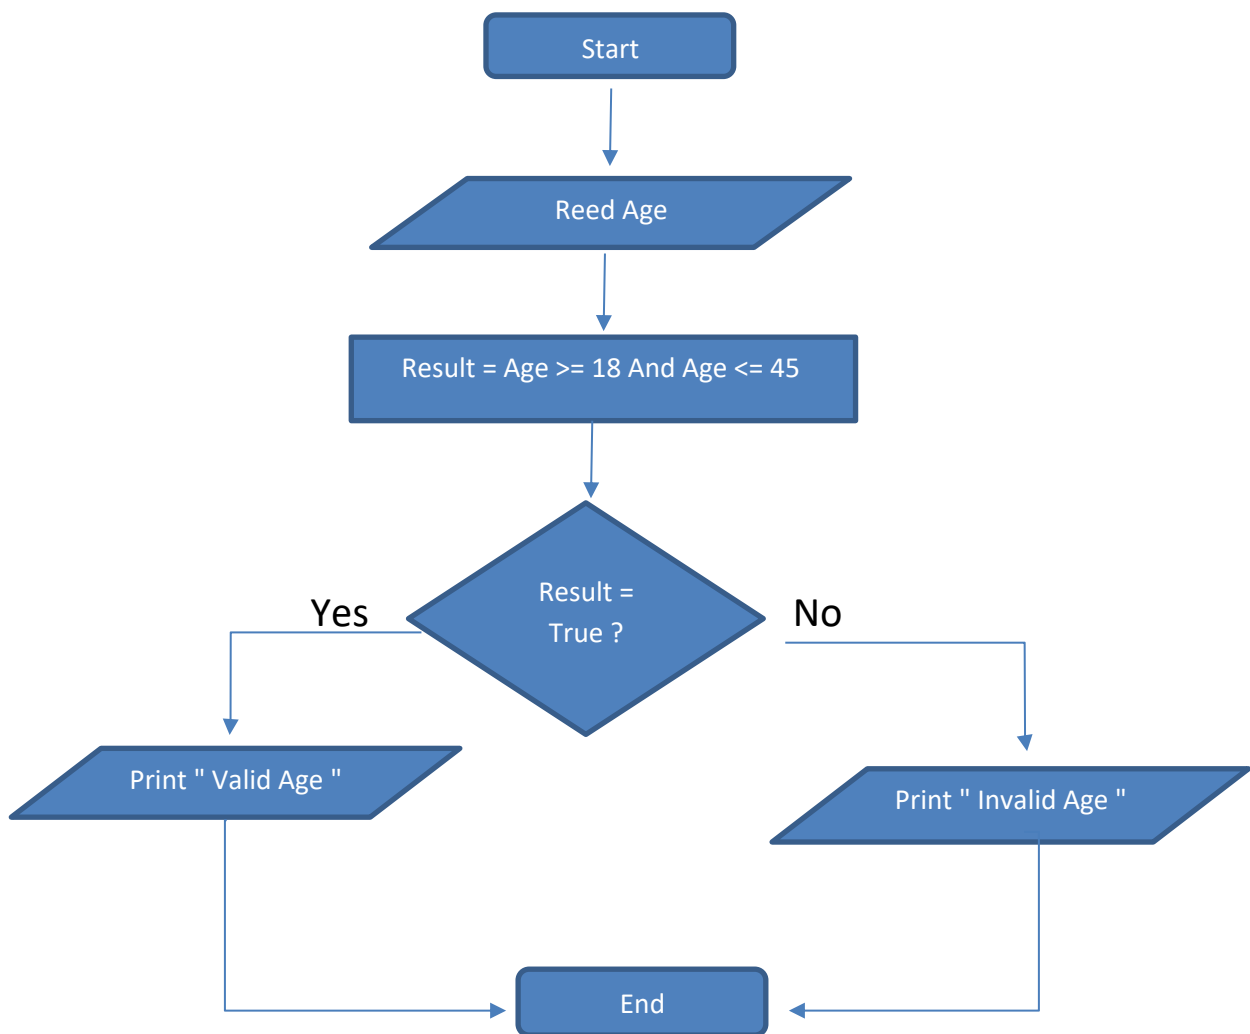 Start
Reed Age
Result = Age >= 18 And Age <= 45
Result =
True ?
Yes
No
Print " Valid Age "
Print " Invalid Age "
End